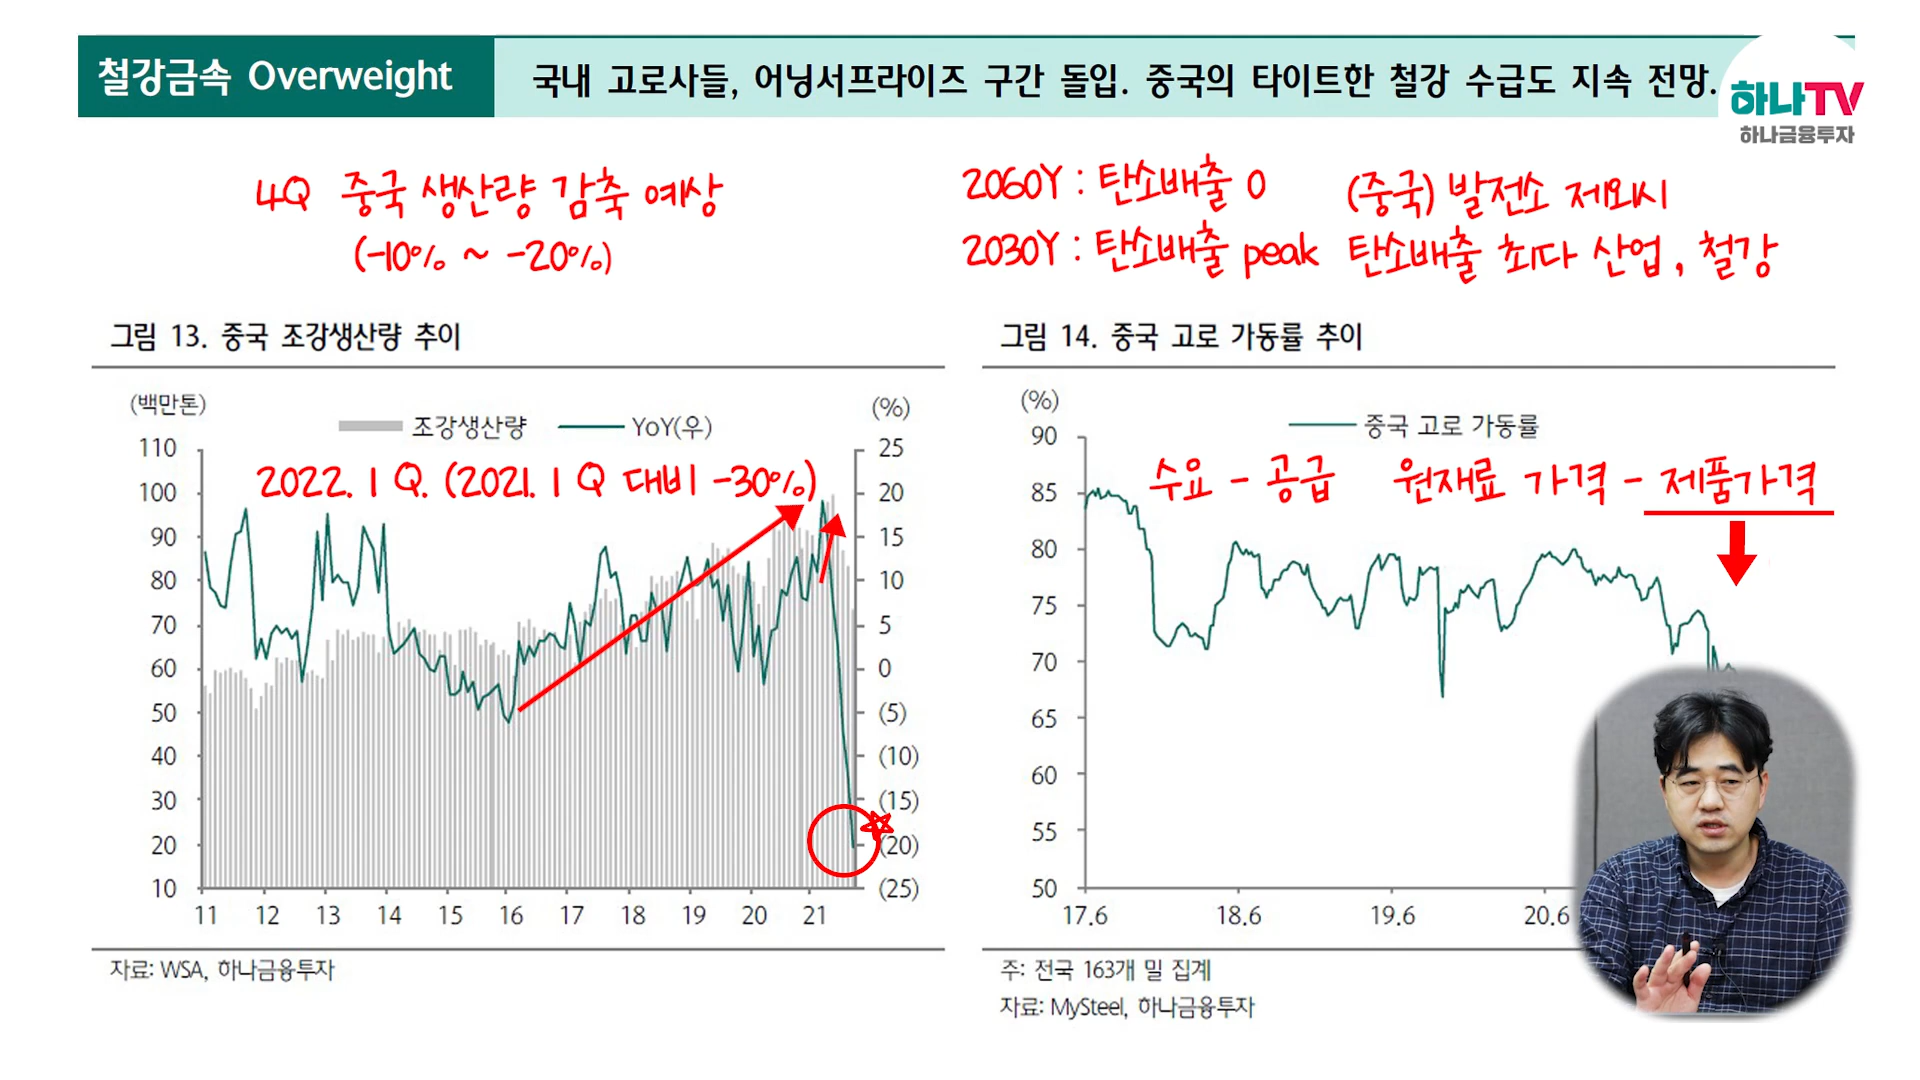 철강금속 Overweight
국내 고로사들, 어닝서프라이즈 구간 돌입. 중국의 타이트한 철강 수급도 지속 전망.
하나TV
하나금융투자
4Q 중국 생산량 감축 예상
(-10% ~ -20%)
2060Y : 탄소배출 0
2030Y : 탄소배출 peak
(중국) 발전소 제외시
탄소배출 최다 산업, 철강
그림 13. 중국 조강생산량 추이
(백만톤)
(%)
조강생산량
YoY(우)
2022. 1 Q. (2021. 1 Q 대비 -30%)
110
100
90
80
70
60
50
40
30
20
10
25
20
15
10
5
0
(5)
(10)
(15)
(20)
(25)
11 12 13 14 15 16 17 18 19 20 21
자료: WSA, 하나금융투자
그림 14. 중국 고로 가동률 추이
(%)
중국 고로 가동률
수요 - 공급 원재료 가격 - 제품가격
90
85
80
75
70
65
60
55
50
17.6 18.6 19.6 20.6
주: 전국 163개 밀 집계
자료: MySteel, 하나금융투자